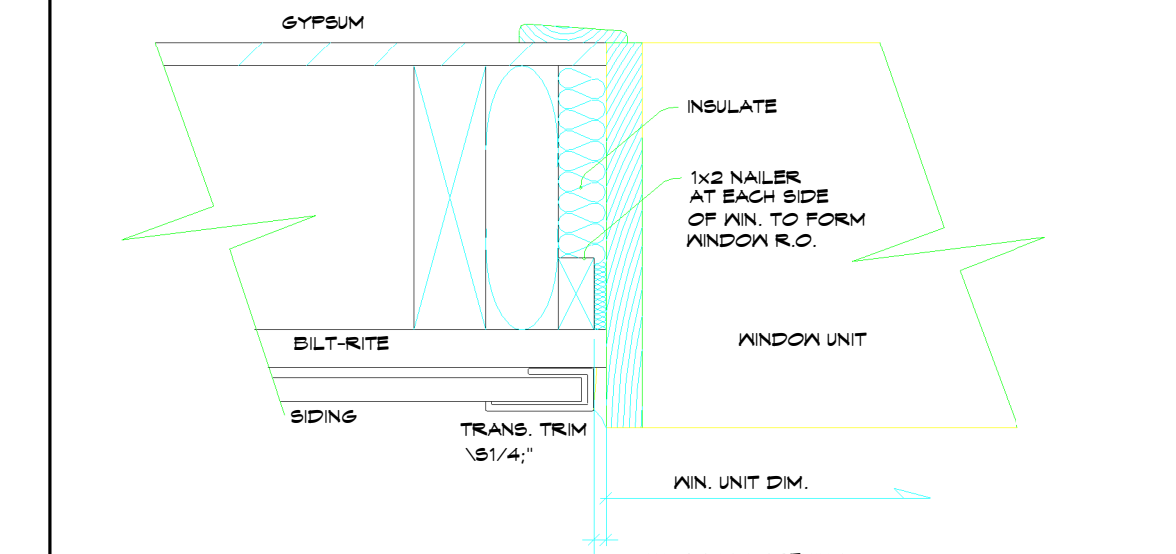 GYPSUM
INSULATE
1x2 NAILER
AT EACH SIDE
OF WIN. TO FORM
WINDOW R.O.
BILT-RITE
WINDOW UNIT
SIDING
TRANS. TRIM
\S1/4;"
WIN. UNIT DIM.